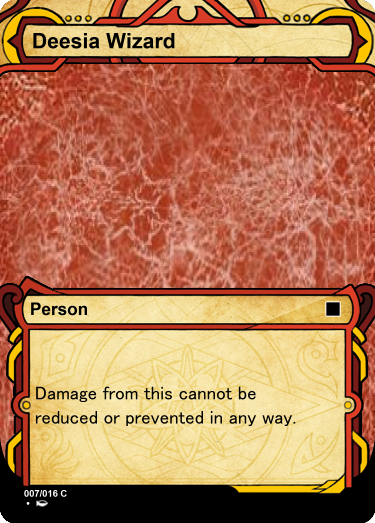 Deesia Wizard
Person
Damage from this cannot be
reduced or prevented in any way.
007/016 C
•